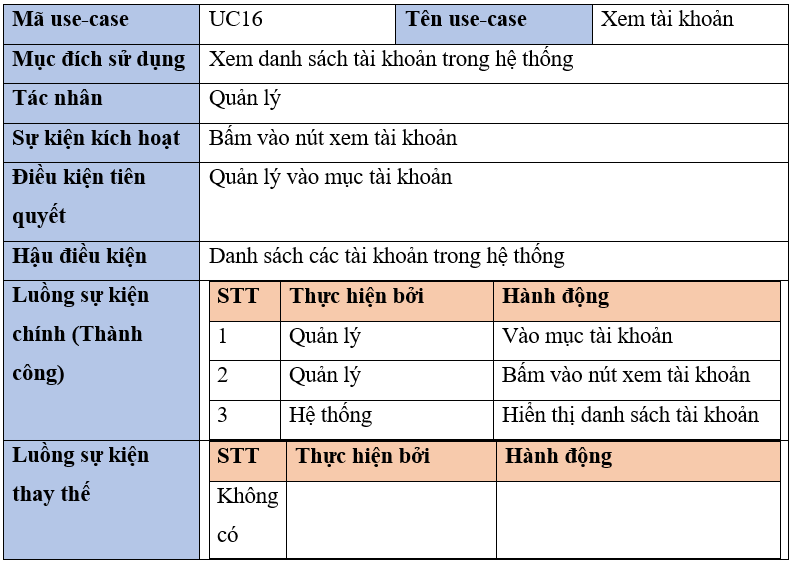 Mã use-case UC16 Tên use-case Xem tài khoản
Mục đích sử dụng Xem danh sách tài khoản trong hệ thống
Tác nhân Quản lý
Sự kiện kích hoạt Bấm vào nút xem tài khoản
Điều kiện tiên Quản lý vào mục tài khoản
quyết
Hậu điều kiện Danh sách các tài khoản trong hệ thống
Luồng sự kiện STT Thực hiện bởi Hành động
chính (Thành 1 Quản lý Vào mục tài khoản
công) 2 Quản lý Bấm vào nút xem tài khoản
3 Hệ thống Hiển thị danh sách tài khoản
Luồng sự kiện STT Thực hiện bởi Hành động
thay thế Không
có